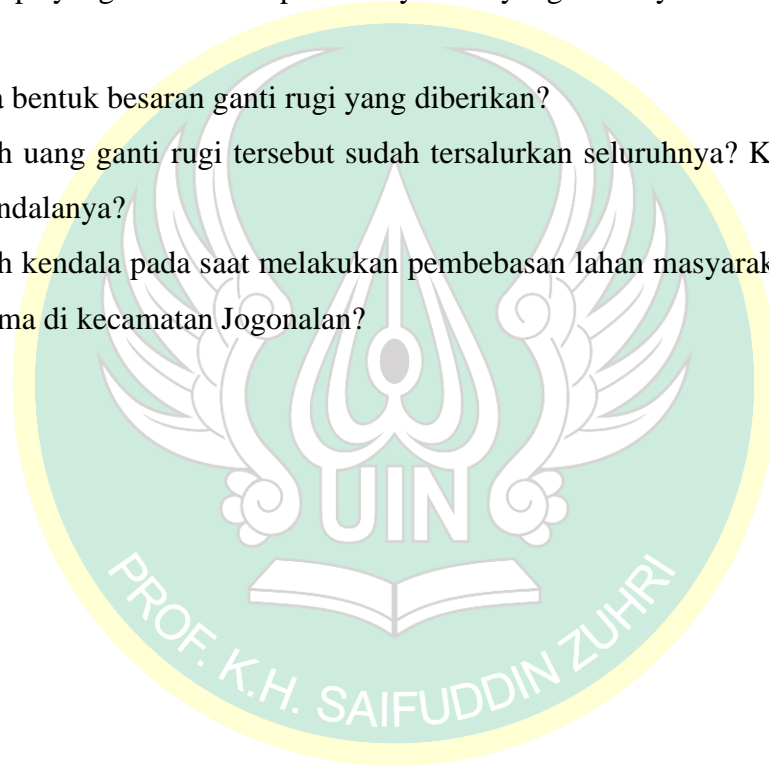 bentuk besaran ganti rugi yang diberikan?
uang ganti rugi tersebut sudah tersalurkan seluruhnya? K
ndalanya?
kendala pada saat melakukan pembebasan lahan masyarak
ma di kecamatan Jogonalan?
UIN
PROF. K.H. SAIFUDDIN ZUHRI